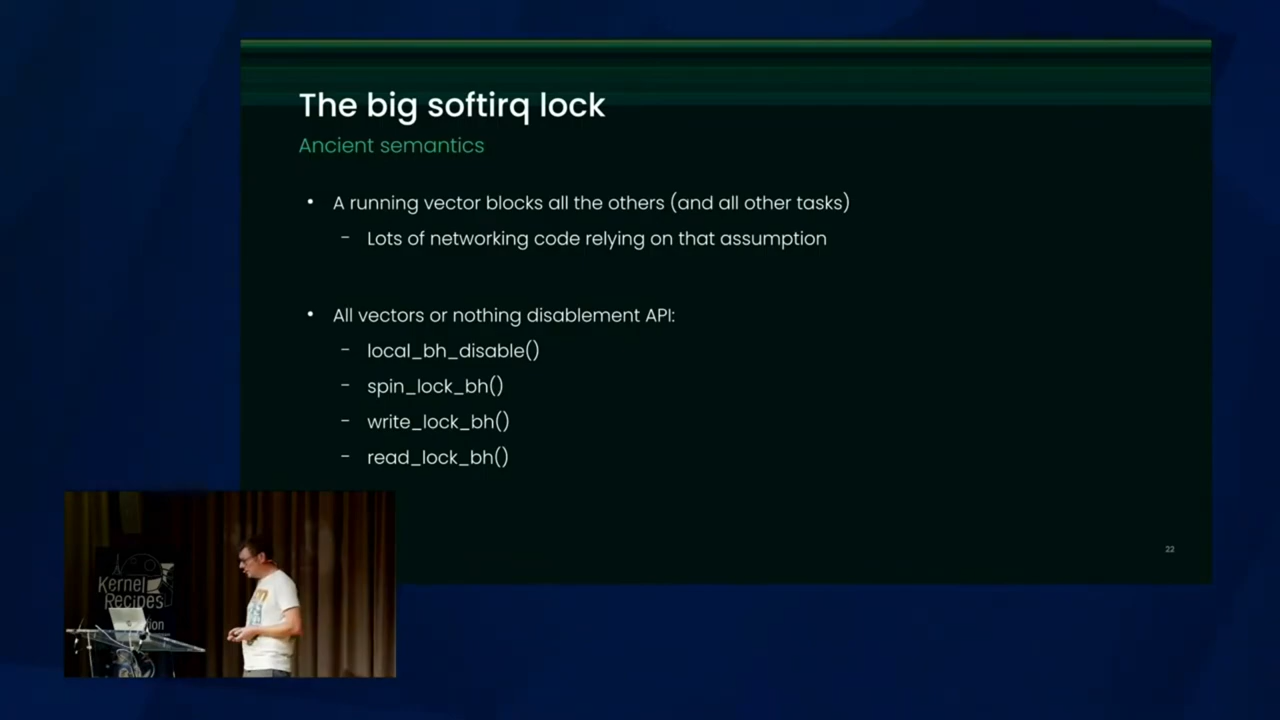 The big softirq lock
Ancient semantics
• A running vector blocks all the others (and all other tasks)
– Lots of networking code relying on that assumption
• All vectors or nothing disablement API:
– local_bh_disable()
– spin_lock_bh()
– write_lock_bh()
– read_lock_bh()
22
Kernel
Recipes